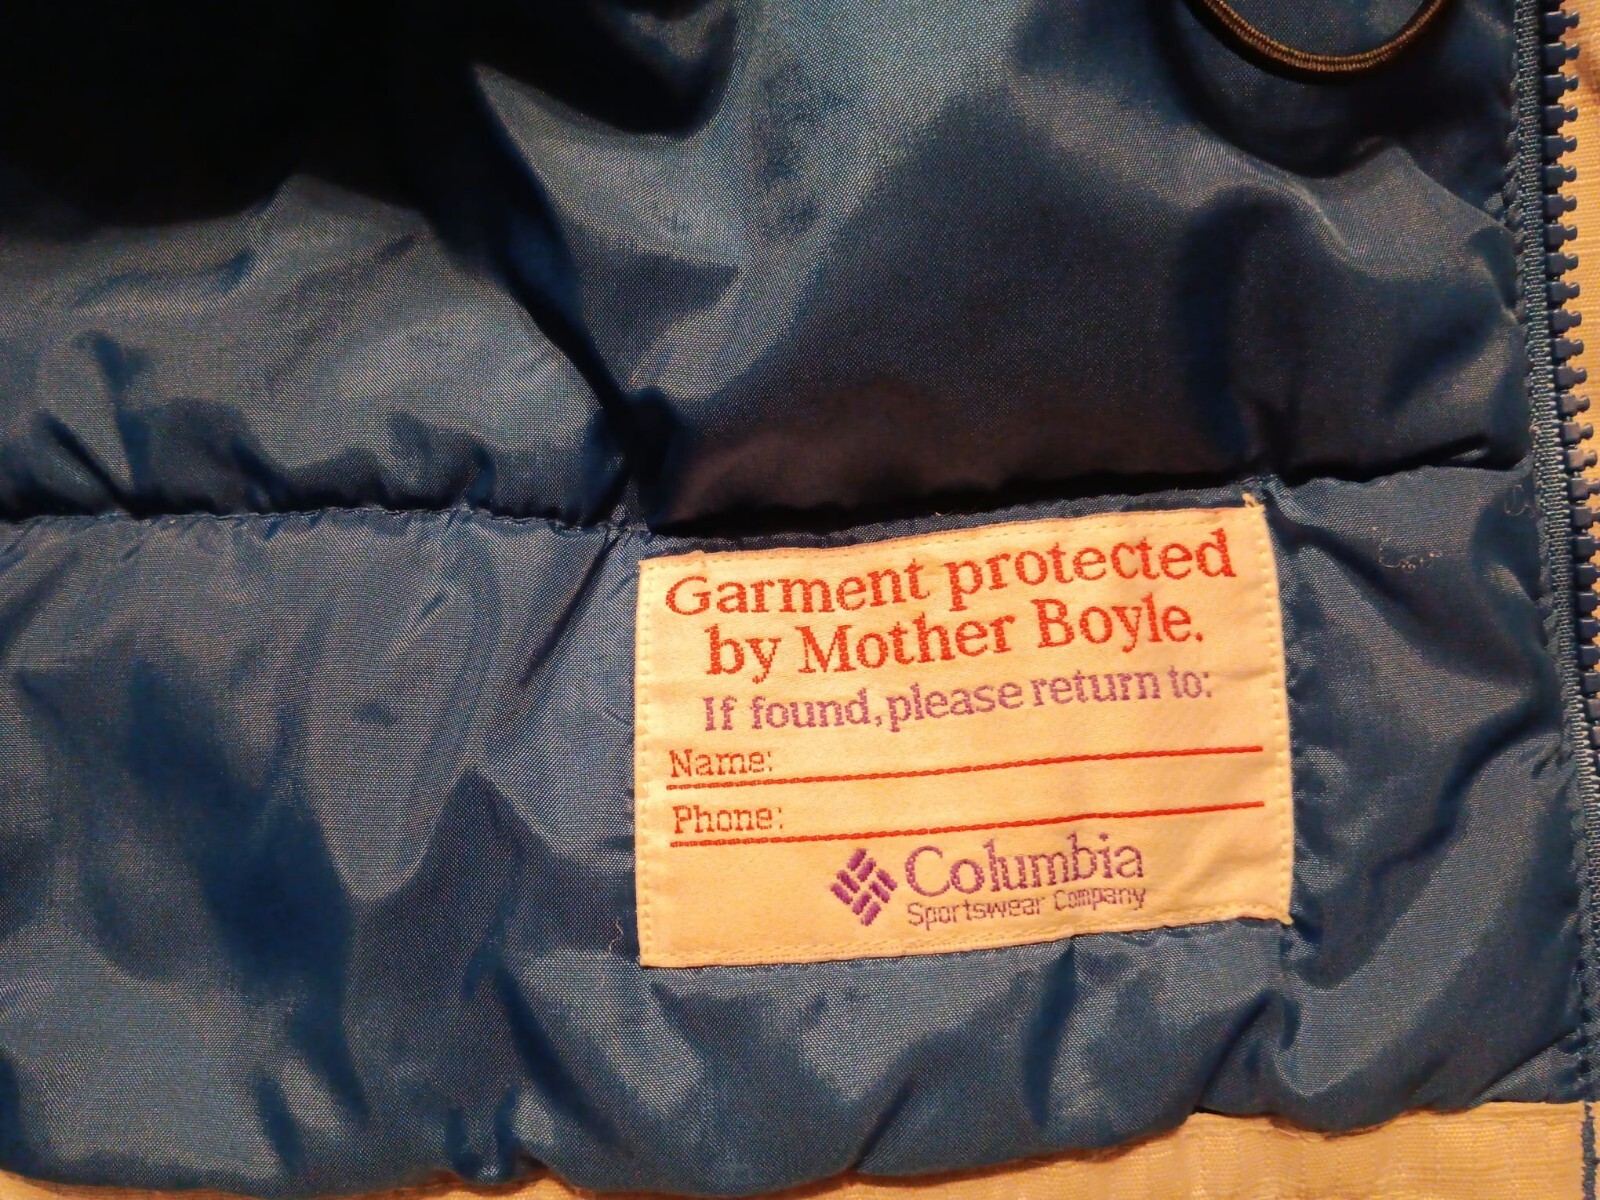 Garment protected
by Mother Boyle.
If found, please return to:
Name:
Phone:
Columbia
Sportswear Company